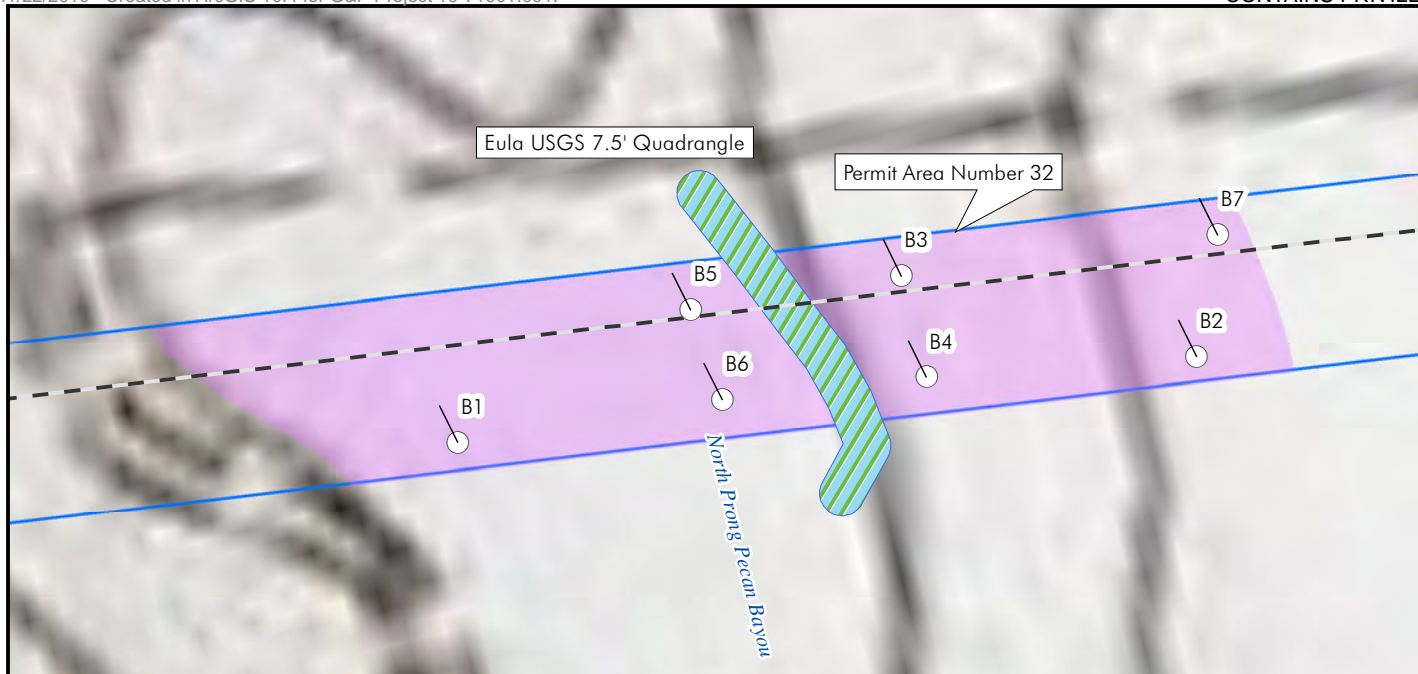 Eula USGS 7.5' Quadrangle
Permit Area Number 32
B7
B3
B5
B2
B4
B6
B1
North Prong Pecan Bayou